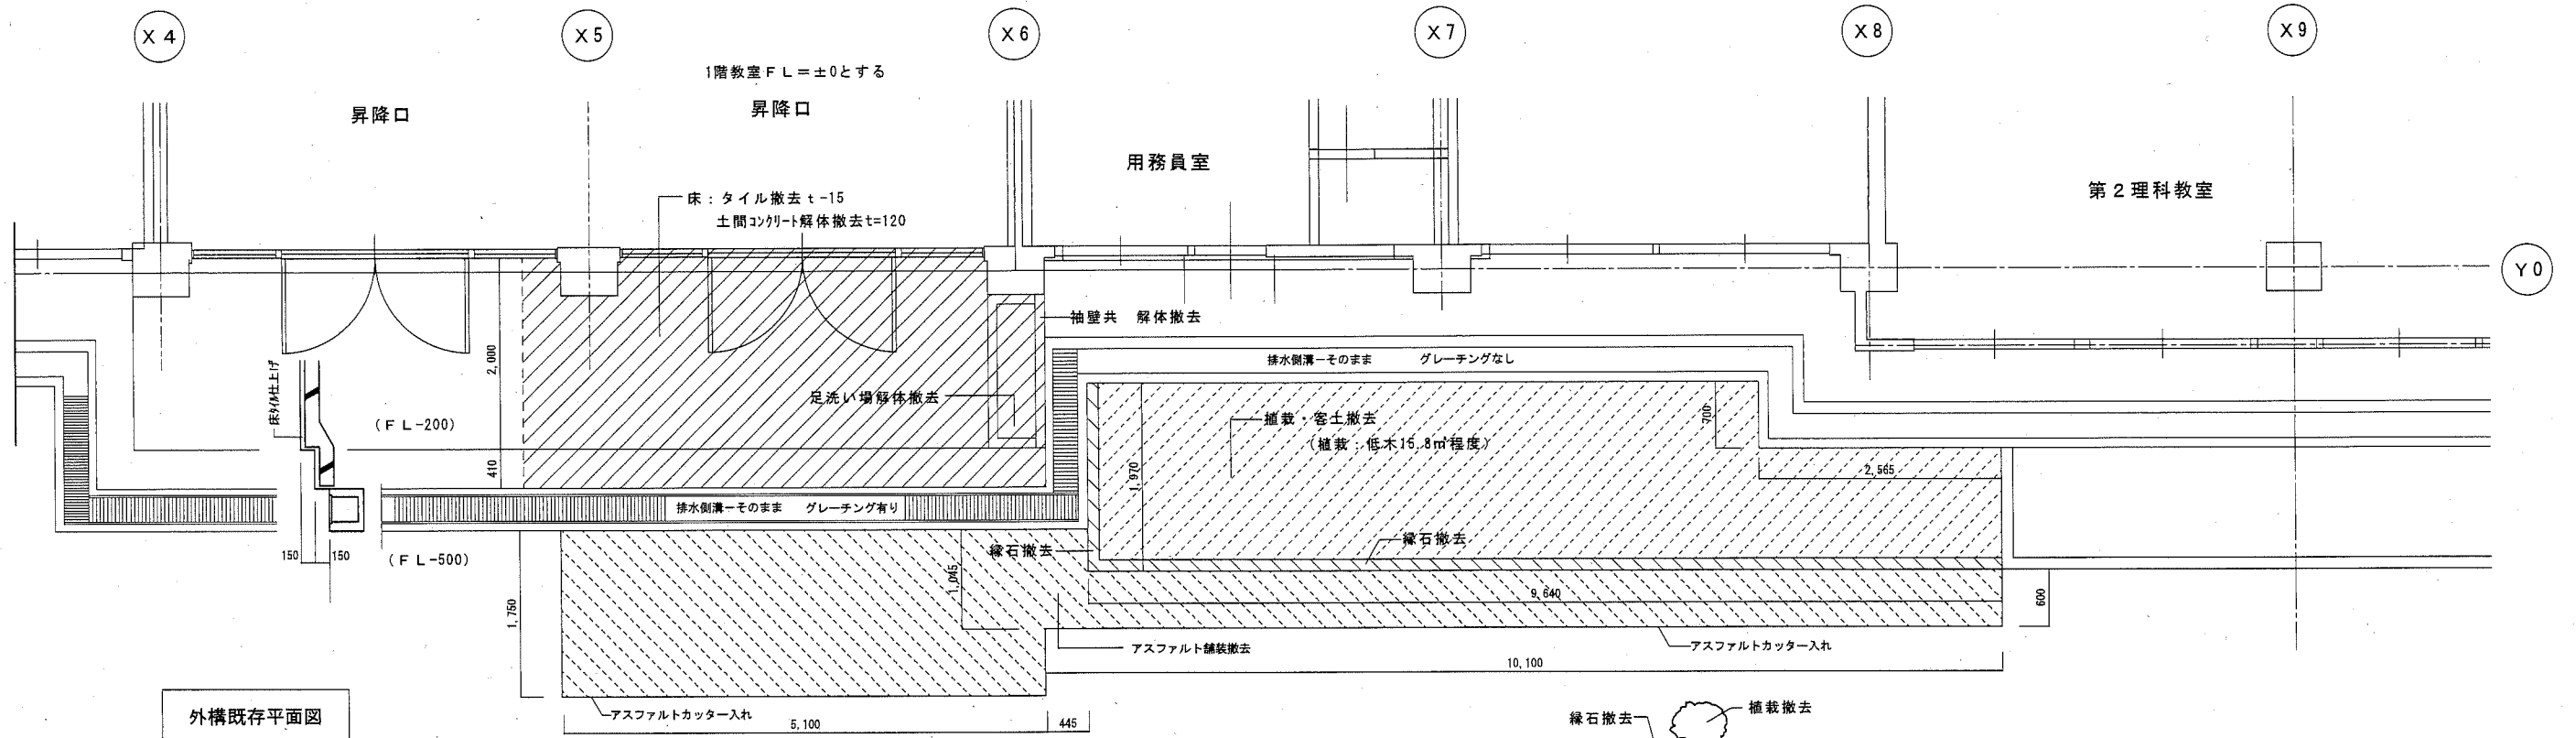 X4
X5
X6
X7
X8
X9
1階教室FL=±0とする
昇降口
昇降口
用務員室
第2理科教室
床:タイル撤去 t-15
土間コンクリート解体撤去t=120
Y0
袖壁共 解体撤去
排水側溝ーそのまま グレーチングなし
床タイル仕上げ
2,000
足洗い場解体撤去
(FL-200)
植栽・客土撤去
(植栽:低木15.8㎡程度)
700
410
1,970
2,565
排水側溝ーそのまま グレーチング有り
150
150
(FL-500)
縁石撤去
縁石撤去
1,045
1,750
9,640
600
アスファルト舗装撤去
アスファルトカッター入れ
10,100
外構既存平面図
アスファルトカッター入れ
5,100
445
縁石撤去
植栽撤去